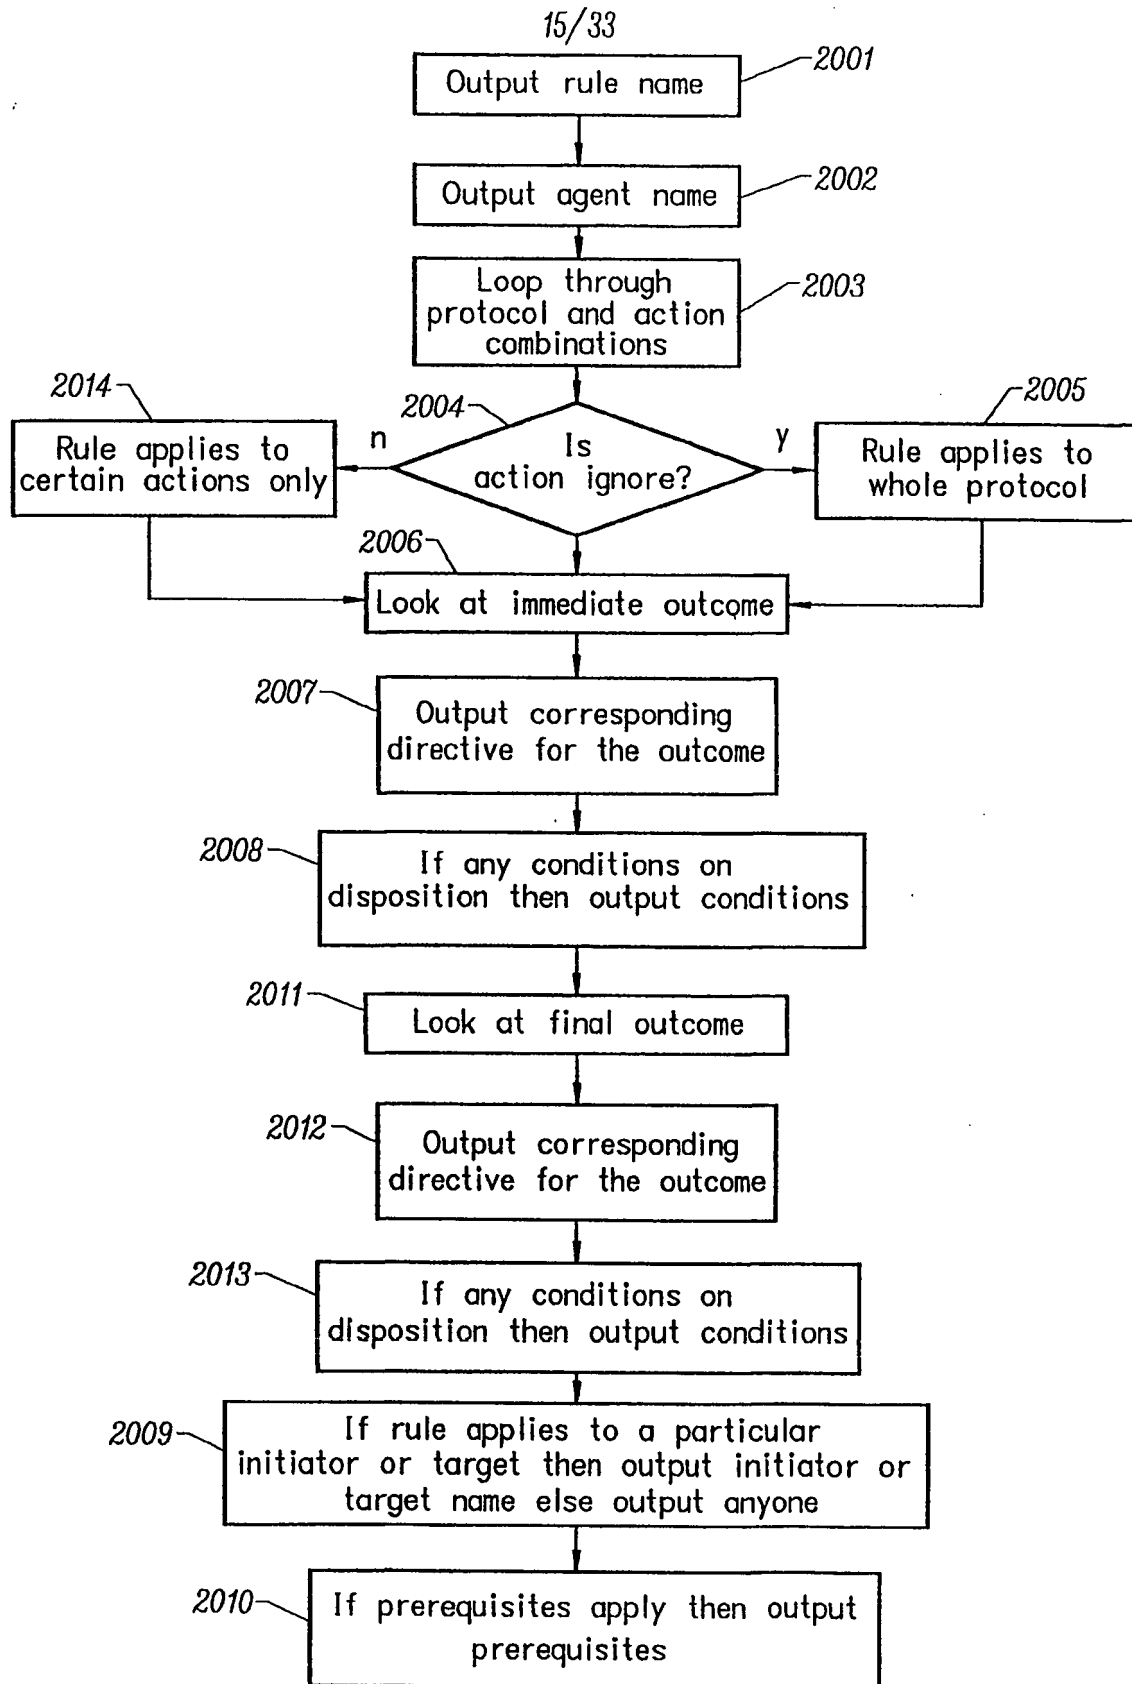 15/33
Output rule name
2001
Output agent name
2002
Loop through
protocol and action
combinations
2003
2004
Is
action ignore?
n
y
2014
Rule applies to
certain actions only
2005
Rule applies to
whole protocol
2006
Look at immediate outcome
2007
Output corresponding
directive for the outcome
2008
If any conditions on
disposition then output conditions
2011
Look at final outcome
2012
Output corresponding
directive for the outcome
2013
If any conditions on
disposition then output conditions
2009
If rule applies to a particular
initiator or target then output initiator or
target name else output anyone
2010
If prerequisites apply then output
prerequisites